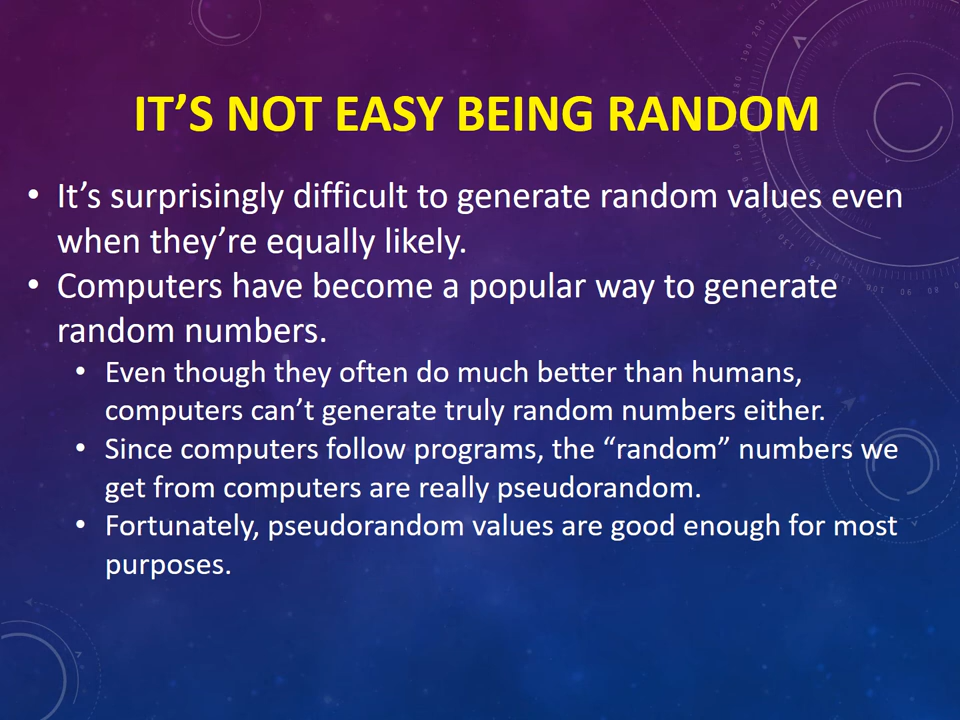 IT’S NOT EASY BEING RANDOM
• It’s surprisingly difficult to generate random values even
when they’re equally likely.
• Computers have become a popular way to generate
random numbers.
• Even though they often do much better than humans,
computers can’t generate truly random numbers either.
• Since computers follow programs, the “random” numbers we
get from computers are really pseudorandom.
• Fortunately, pseudorandom values are good enough for most
purposes.